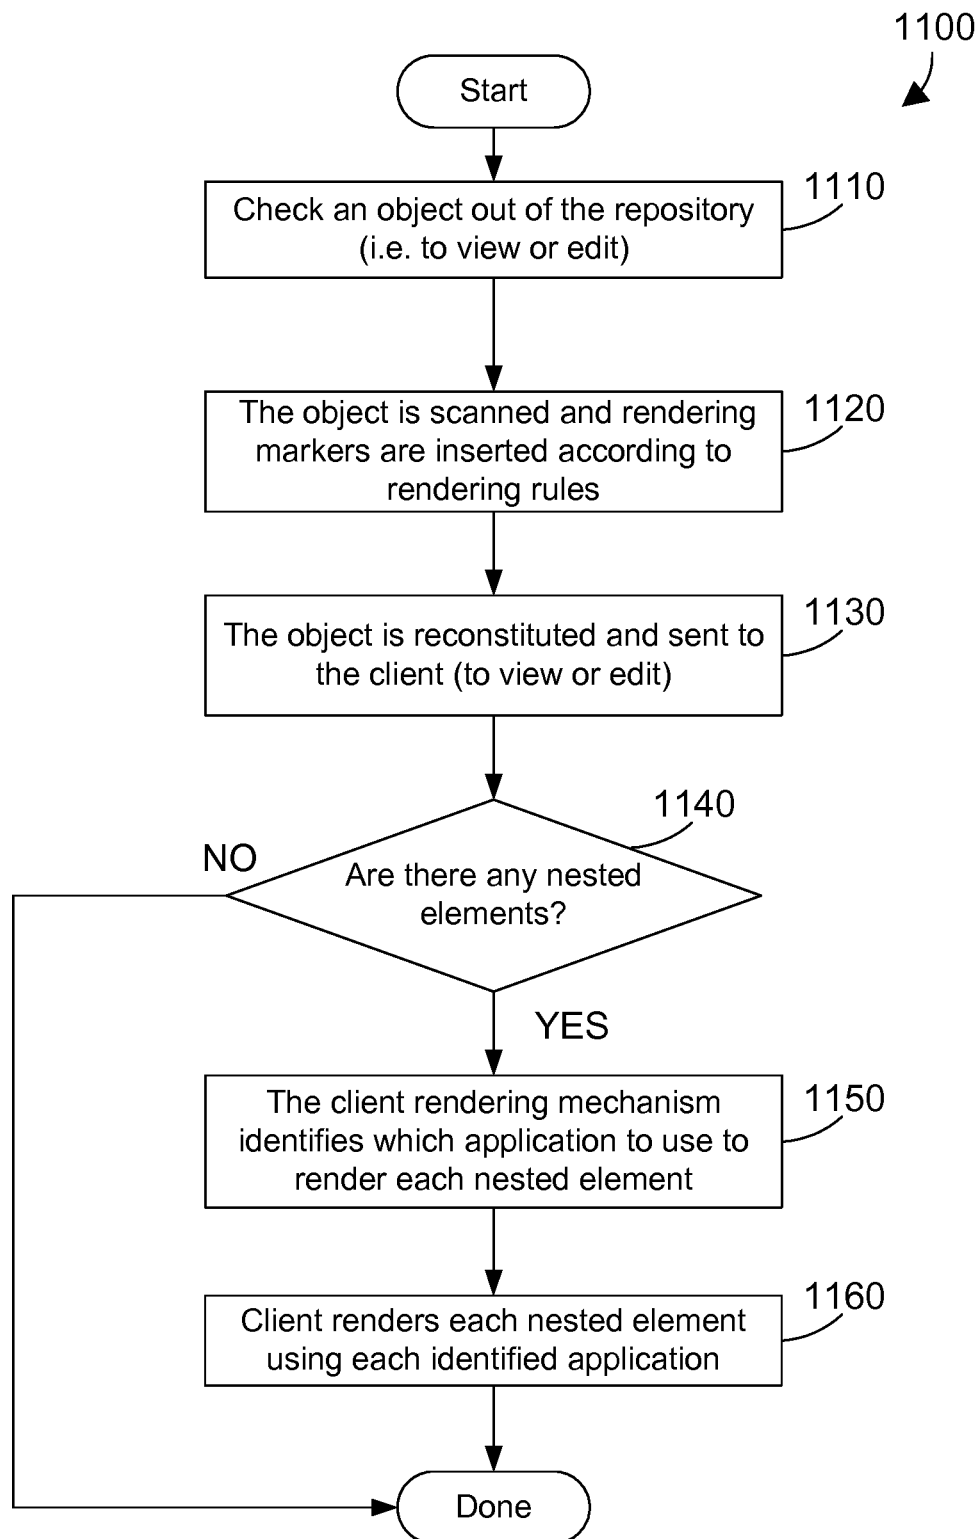 1100
Start
1110
Check an object out of the repository
(i.e. to view or edit)
1120
The object is scanned and rendering
markers are inserted according to
rendering rules
1130
The object is reconstituted and sent to
the client (to view or edit)
1140
NO
Are there any nested
elements?
YES
1150
The client rendering mechanism
identifies which application to use to
render each nested element
1160
Client renders each nested element
using each identified application
Done